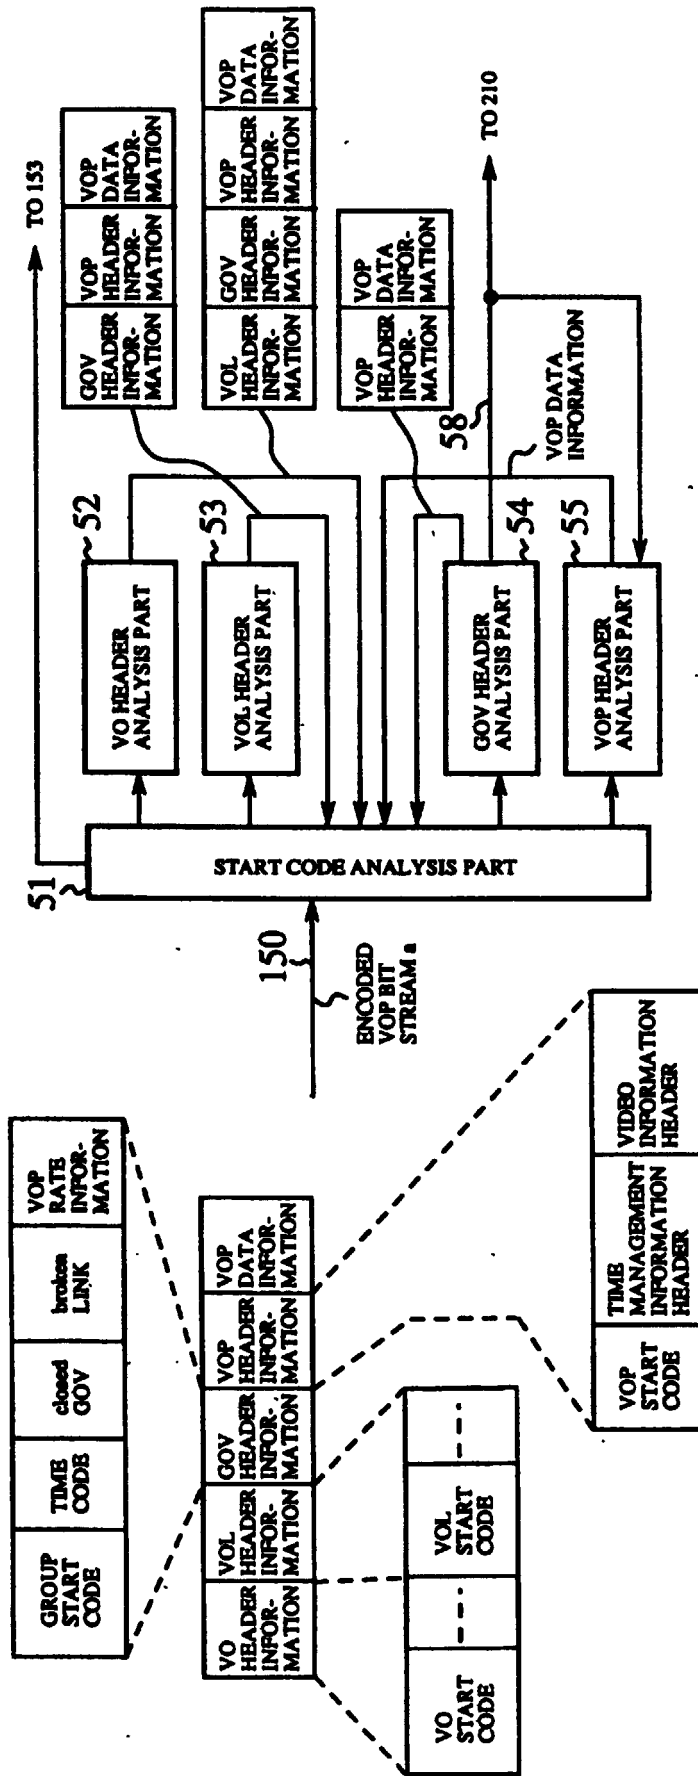 GROUP
START
CODE
TIME
CODE
closed
GOV
broken
LINK
VOP
RATE
INFOR-
MATION
VO
HEADER
INFOR-
MATION
VOL
HEADER
INFOR-
MATION
GOV
HEADER
INFOR-
MATION
VOP
HEADER
INFOR-
MATION
VOP
DATA
INFOR-
MATION
VO
START
CODE
VOL
START
CODE
VOP
START
CODE
TIME
MANAGEMENT
INFORMATION
HEADER
VIDEO
INFORMATION
HEADER
150
ENCODED
VOP BIT
STREAM a
51
START CODE ANALYSIS PART
TO 153
52
VO HEADER
ANALYSIS PART
53
VOL HEADER
ANALYSIS PART
54
GOV HEADER
ANALYSIS PART
55
VOP HEADER
ANALYSIS PART
GOV
HEADER
INFOR-
MATION
VOP
HEADER
INFOR-
MATION
VOP
DATA
INFOR-
MATION
VOL
HEADER
INFOR-
MATION
GOV
HEADER
INFOR-
MATION
VOP
HEADER
INFOR-
MATION
VOP
DATA
INFOR-
MATION
VOP
HEADER
INFOR-
MATION
VOP
DATA
INFOR-
MATION
58
TO 210
VOP DATA
INFORMATION